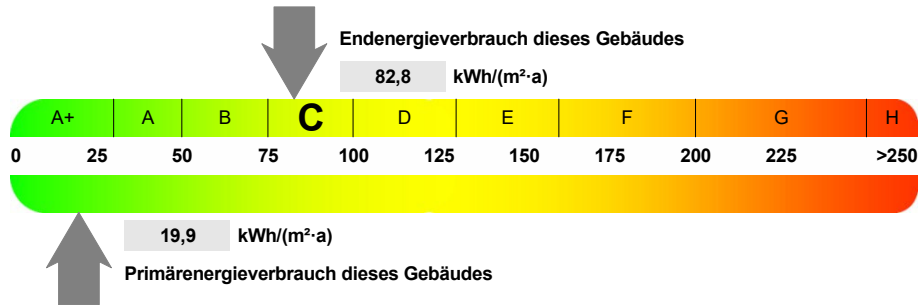 Endenergieverbrauch dieses Gebäudes
82,8 kWh/(m²·a)
A+ A B C D E F G H
0 25 50 75 100 125 150 175 200 225 >250
19,9 kWh/(m²·a)
Primärenergieverbrauch dieses Gebäudes